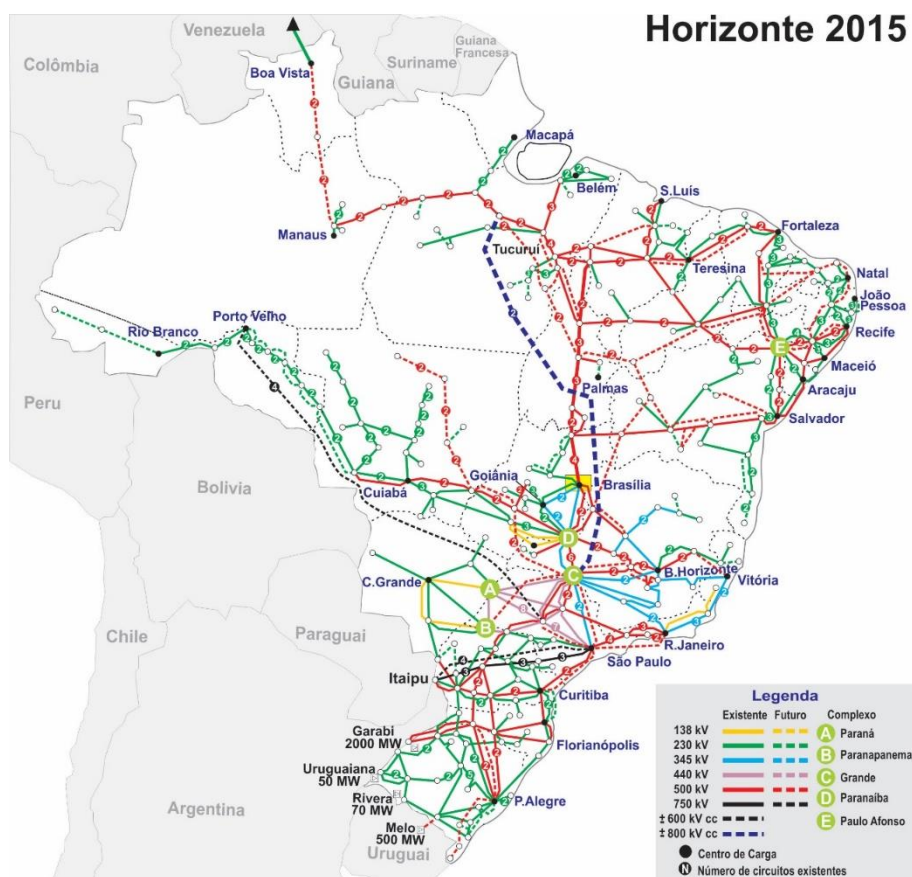 Horizonte 2015
Venezuela
Guiana
Francesa
Suriname
Colômbia
Guiana
Boa Vista
Macapá
Belém
S.Luis
Manaus
Fortaleza
Tucuruí
Teresina
Natal
João
Pessoa
Porto Velho
Rio Branco
Recife
E
Palmas
Maceió
Aracaju
Peru
Salvador
Goiânia
Brasília
Bolivia
Cuiabá
D
B.Horizonte
C
Vitória
C.Grande
A
B
Chile
Paraguai
R.Janeiro
São Paulo
Itaipu
Curitiba
Garabi
2000 MW
Florianópolis
Uruguaiana
50 MW
Rivera
70 MW
P.Alegre
Argentina
Melo
500 MW
Uruguai
Legenda
Existente Futuro Complexo
138 kV A Paraná
230 kV B Paranapanema
345 kV
440 kV C Grande
500 kV D Paranaíba
750 kV
± 600 kV cc E Paulo Afonso
± 800 kV cc
Centro de Carga
N Número de circuitos existentes